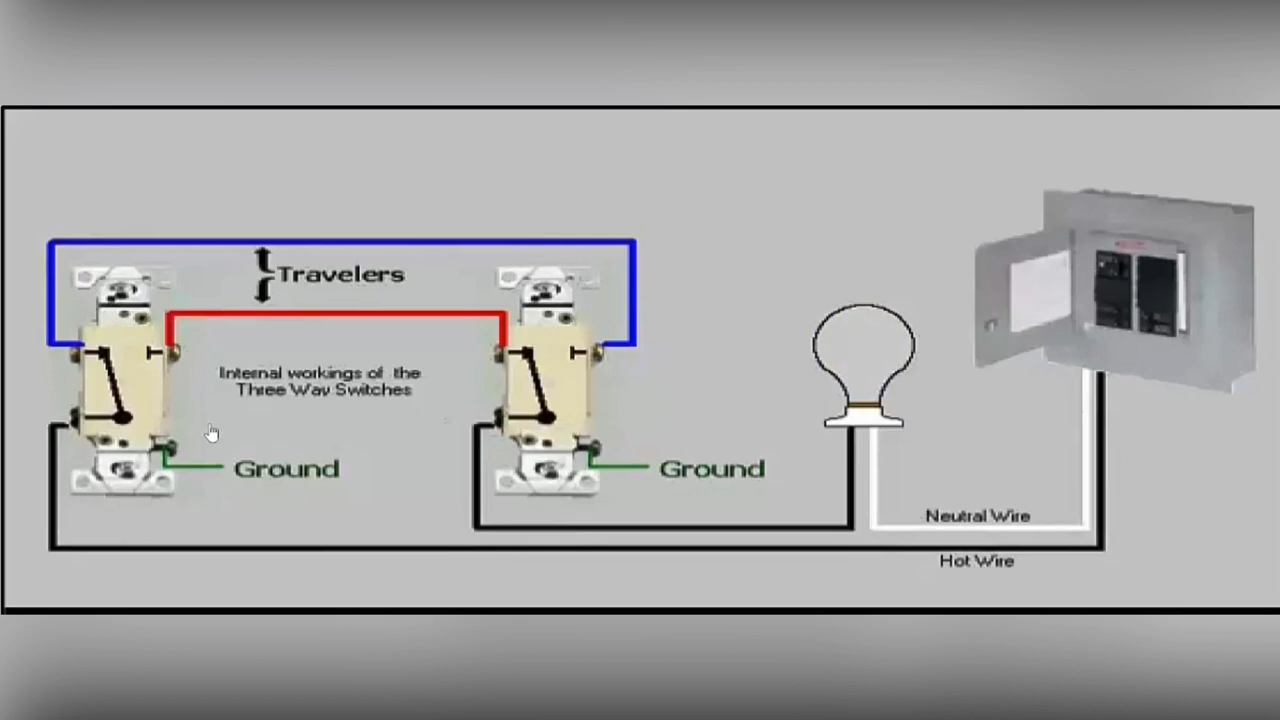 Travelers
Internal workings of the
Three Way Switches
Ground
Ground
Neutral Wire
Hot Wire